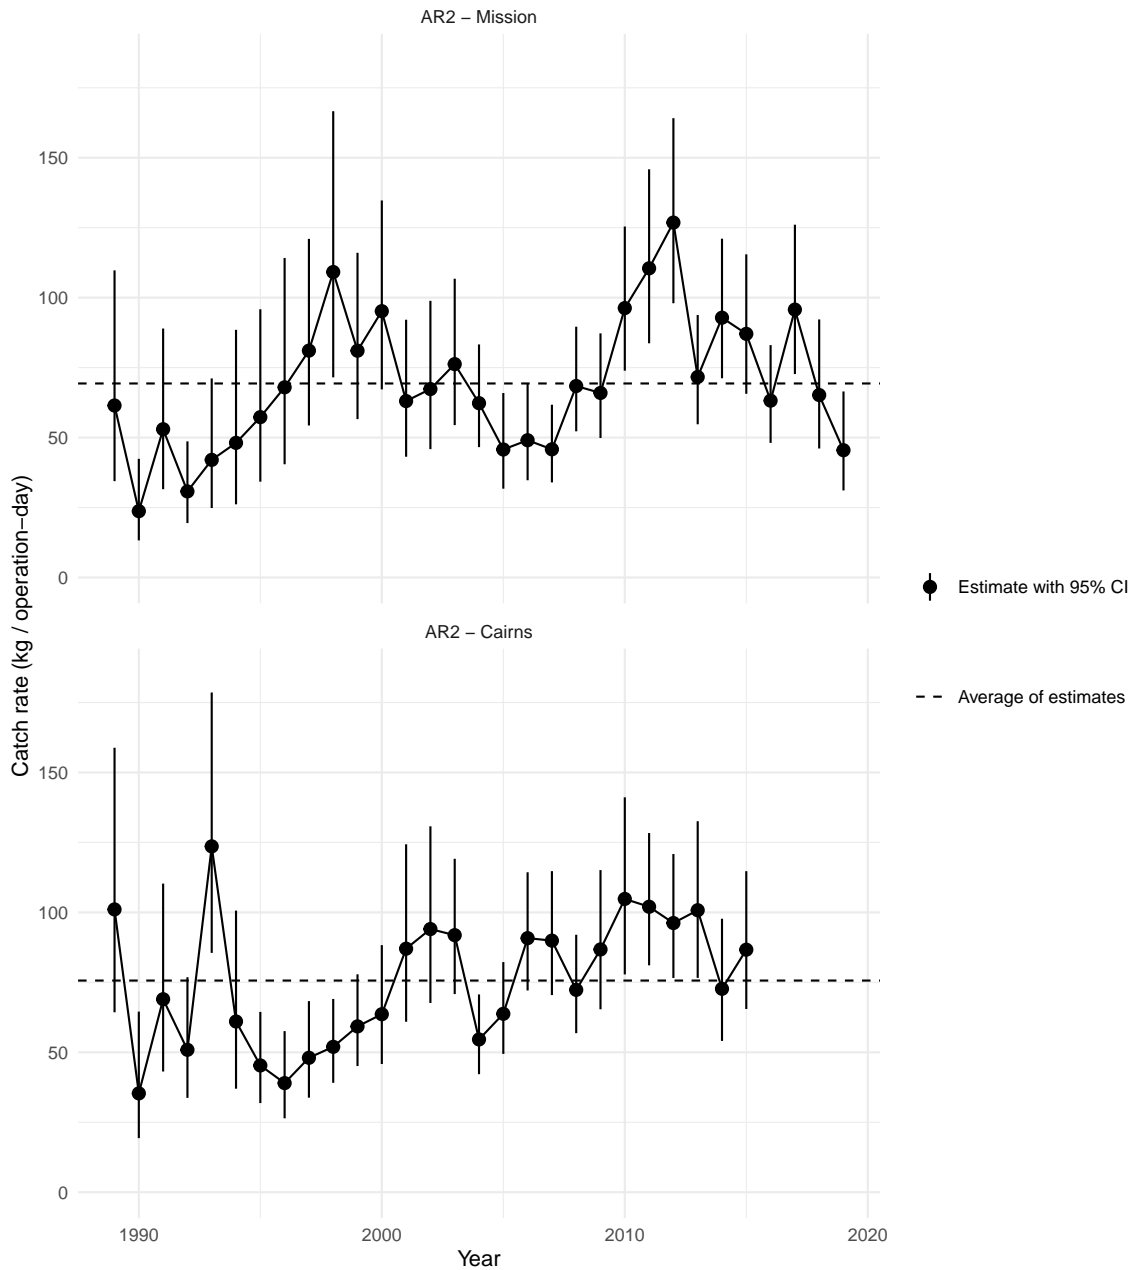 AR2 − Mission
150
100
50
0
AR2 − Cairns
150
100
50
0
1990 2000 2010 2020
Year
Catch rate (kg / operation−day)
Estimate with 95% CI
Average of estimates